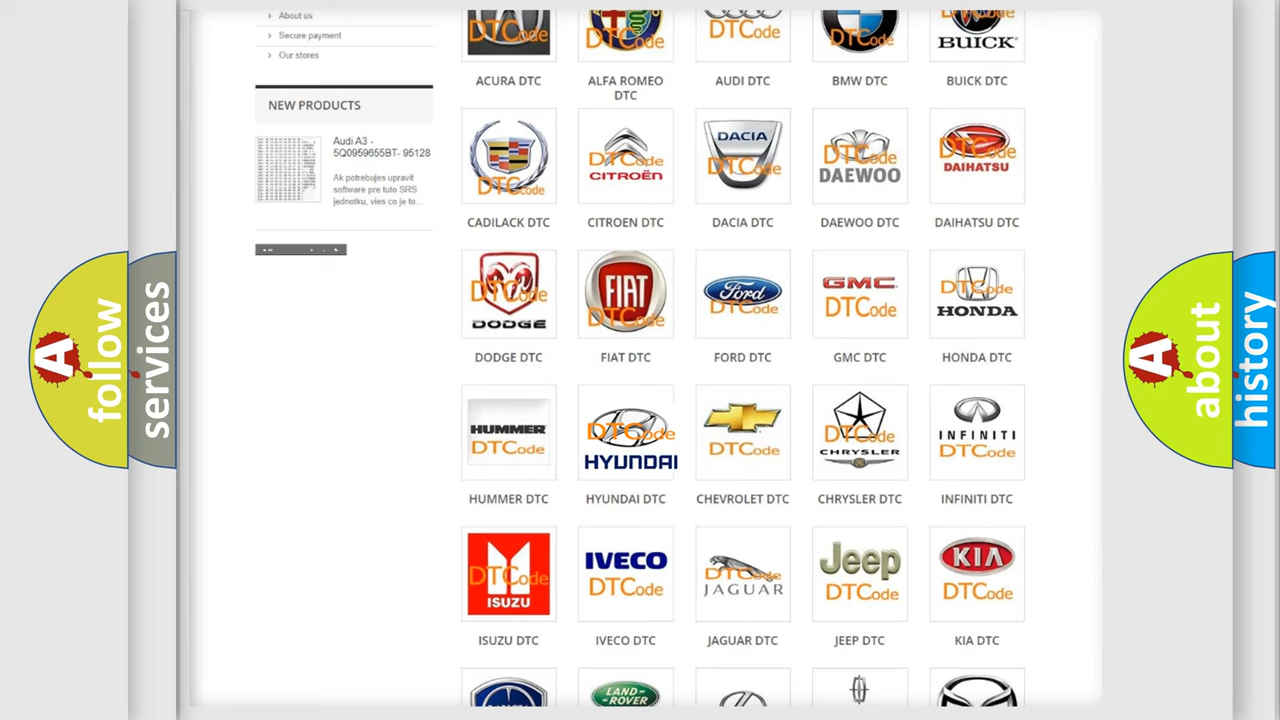 About us
Secure payment
Our stores
NEW PRODUCTS
Audi A3 -
5Q0959655BT- 95128
Ak potrebujes upravit
software pre tuto SRS
jednotku, vies co je to...
DTCode
DTCode
DTCode
DTCode
BUICK
ACURA DTC
ALFA ROMEO
DTC
AUDI DTC
BMW DTC
BUICK DTC
DTCode
DTCode
CITROËN
DACIA
DTCode
DTCode
DAEWOO
DTCode
DAIHATSU
CADILACK DTC
CITROEN DTC
DACIA DTC
DAEWOO DTC
DAIHATSU DTC
DTCode
DODGE
FIAT
DTCode
Ford
DTCode
GMC
DTCode
DTCode
HONDA
DODGE DTC
FIAT DTC
FORD DTC
GMC DTC
HONDA DTC
HUMMER
DTCode
DTCode
HYUNDAI
DTCode
DTCode
CHRYSLER
INFINITI
DTCode
HUMMER DTC
HYUNDAI DTC
CHEVROLET DTC
CHRYSLER DTC
INFINITI DTC
DTCode
ISUZU
IVECO
DTCode
DTCode
JAGUAR
Jeep
DTCode
KIA
DTCode
ISUZU DTC
IVECO DTC
JAGUAR DTC
JEEP DTC
KIA DTC
LAND-
ROVER
A
follow
services
A
about
history